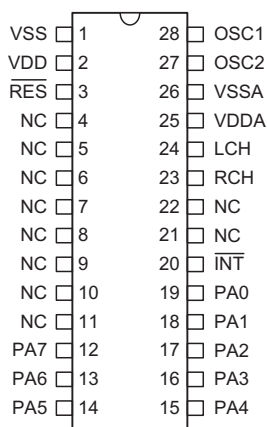 VSS 1 28 OSC1
VDD 2 27 OSC2
R̅E̅S̅ 3 26 VSSA
NC 4 25 VDDA
NC 5 24 LCH
NC 6 23 RCH
NC 7 22 NC
NC 8 21 NC
NC 9 20 I̅N̅T̅
NC 10 19 PA0
NC 11 18 PA1
PA7 12 17 PA2
PA6 13 16 PA3
PA5 14 15 PA4